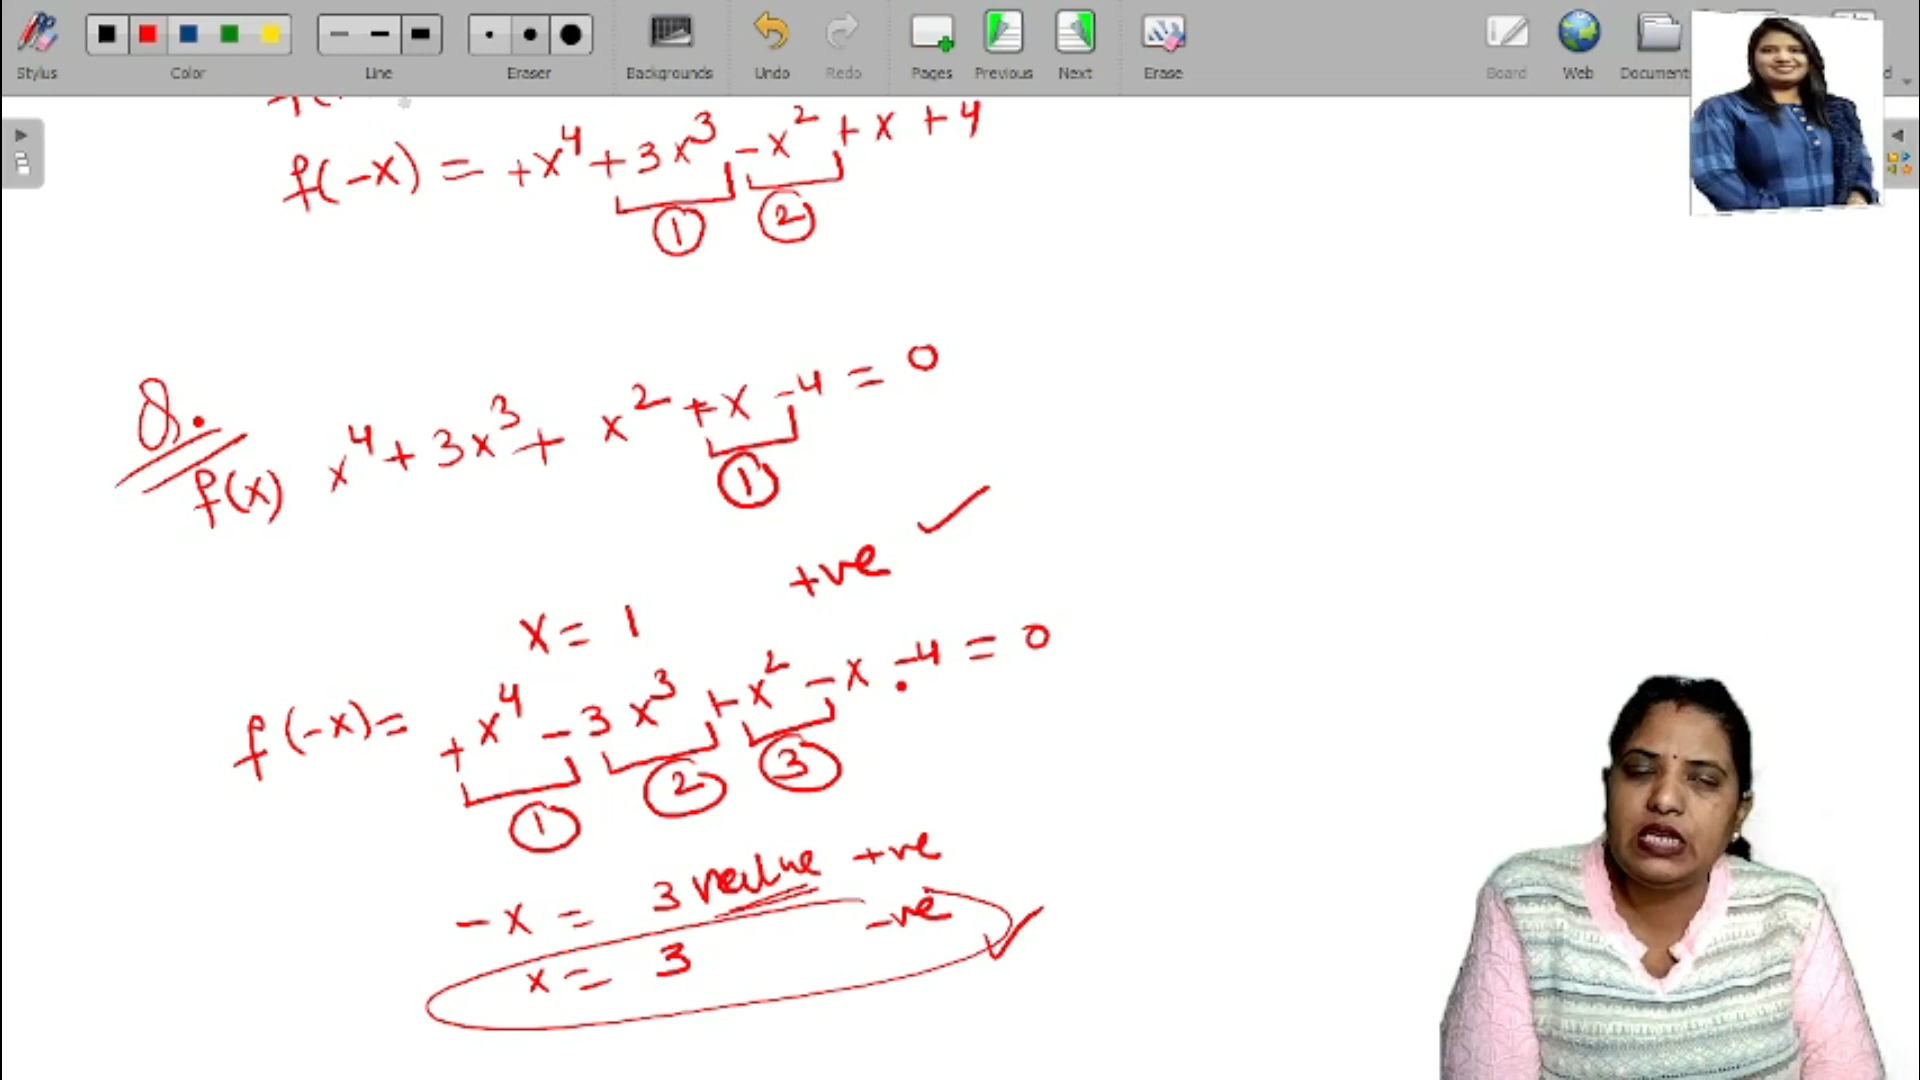 Stylus Color Line Eraser Backgrounds Undo Redo Pages Previous Next Erase Board Web Document
f(-x) = +x⁴ + 3x³ - x² + x + 4
① ②
Q.
f(x) x⁴ + 3x³ + x² + x - 4 = 0
①
+ve ✓
x = 1
f(-x) = +x⁴ - 3x³ + x² - x - 4 = 0
① ② ③
-x = 3 value +ve
x = 3 -ve ✓